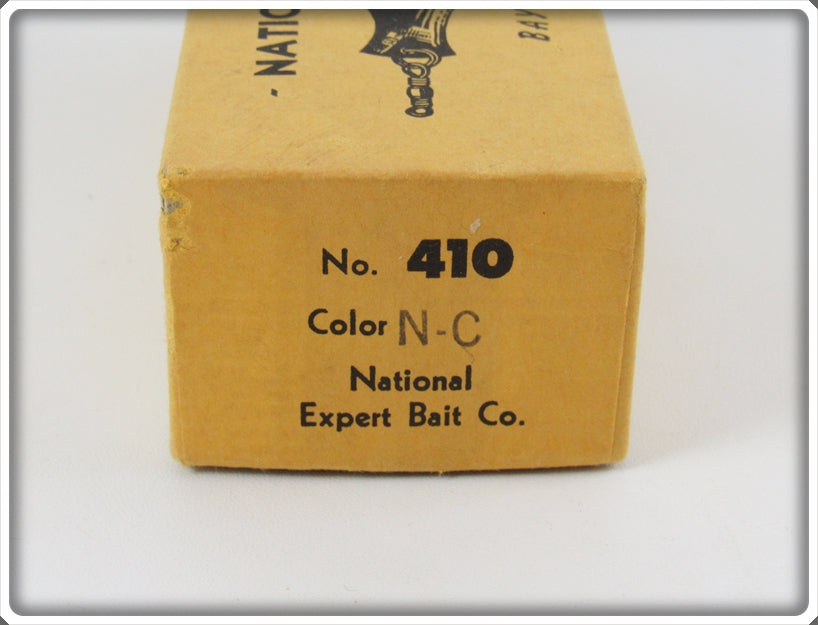 No. 410
Color N-C
National
Expert Bait Co.